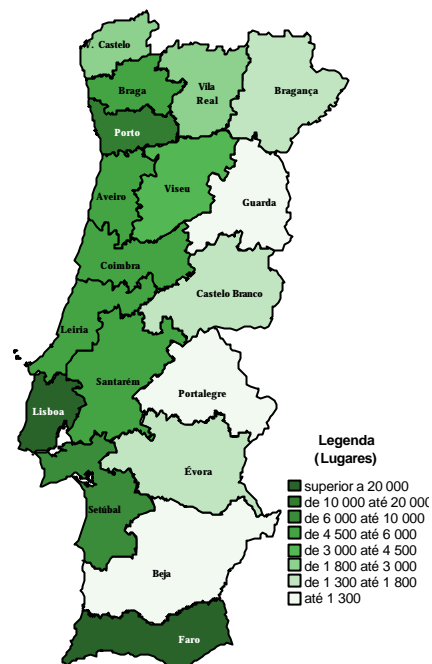 V. Castelo
Braga
Vila
Real
Bragança
Porto
Aveiro
Viseu
Guarda
Coimbra
Castelo Branco
Leiria
Santarém
Portalegre
Lisboa
Évora
Setúbal
Beja
Faro
Legenda
(Lugares)
superior a 20 000
de 10 000 até 20 000
de 6 000 até 10 000
de 4 500 até 6 000
de 3 000 até 4 500
de 1 800 até 3 000
de 1 300 até 1 800
até 1 300